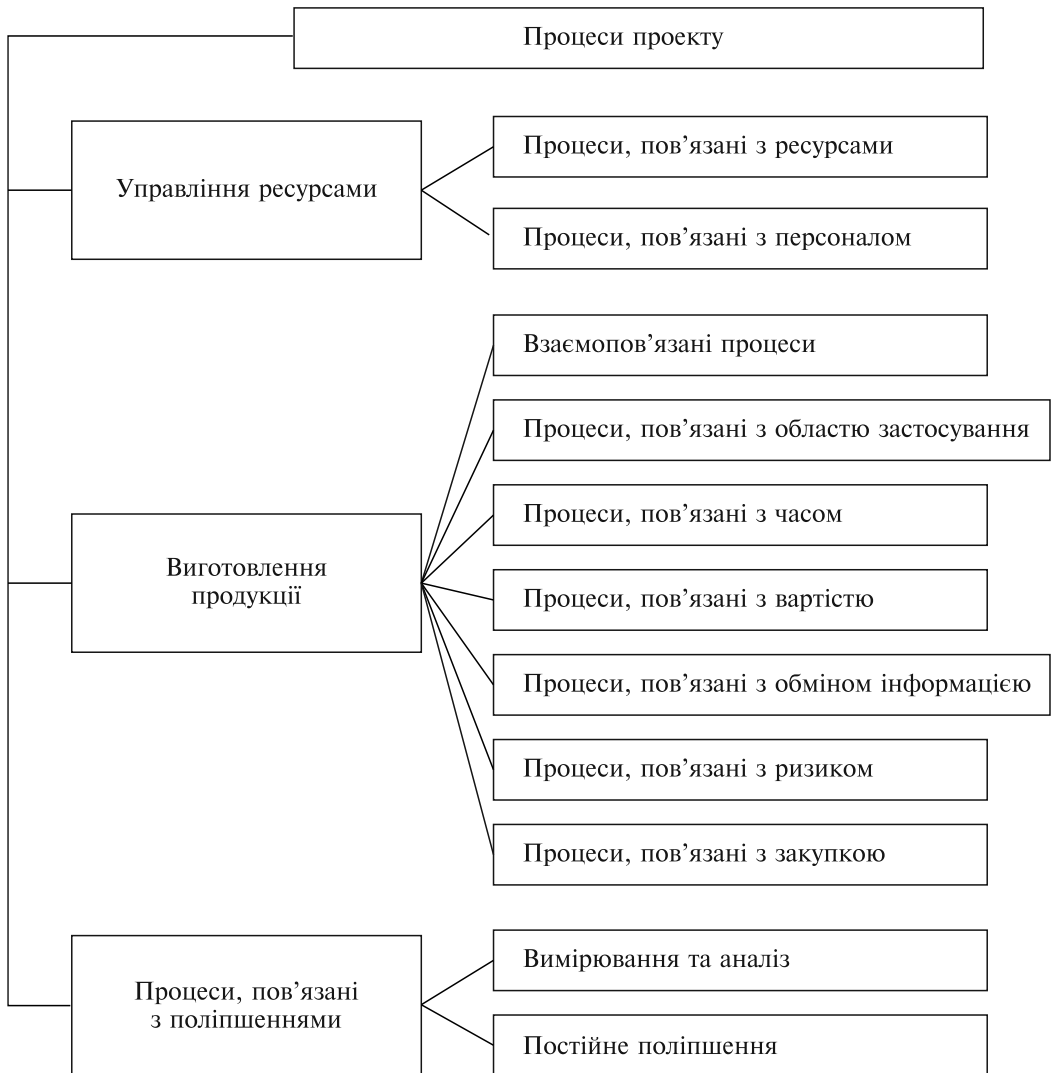 Процеси проекту
Управління ресурсами
Процеси, пов’язані з ресурсами
Процеси, пов’язані з персоналом
Виготовлення
продукції
Взаємопов’язані процеси
Процеси, пов’язані з областю застосування
Процеси, пов’язані з часом
Процеси, пов’язані з вартістю
Процеси, пов’язані з обміном інформацією
Процеси, пов’язані з ризиком
Процеси, пов’язані з закупкою
Процеси, пов’язані
з поліпшеннями
Вимірювання та аналіз
Постійне поліпшення